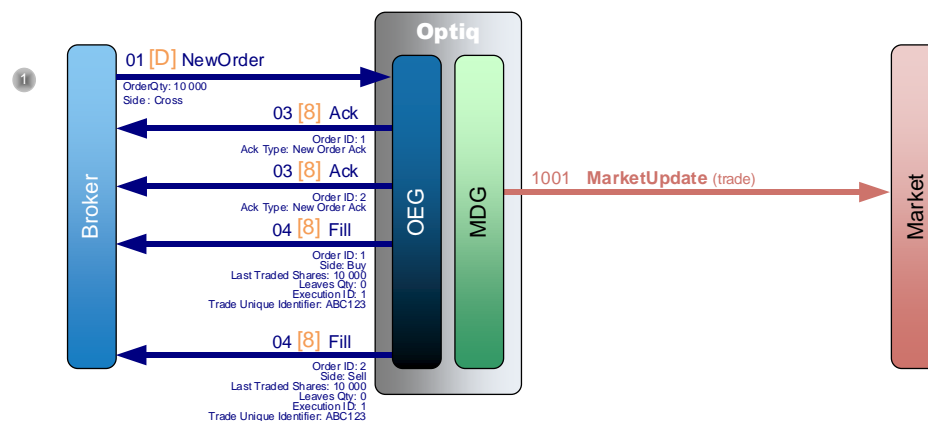 Optiq
1
01 [D] NewOrder
OrderQty: 10 000
Side : Cross
03 [8] Ack
Order ID: 1
Ack Type: New Order Ack
03 [8] Ack
Order ID: 2
Ack Type: New Order Ack
04 [8] Fill
Order ID: 1
Side: Buy
Last Traded Shares: 10 000
Leaves Qty: 0
Execution ID: 1
Trade Unique Identifier: ABC123
04 [8] Fill
Order ID: 2
Side: Sell
Last Traded Shares: 10 000
Leaves Qty: 0
Execution ID: 1
Trade Unique Identifier: ABC123
Broker
OEG
MDG
1001 MarketUpdate (trade)
Market